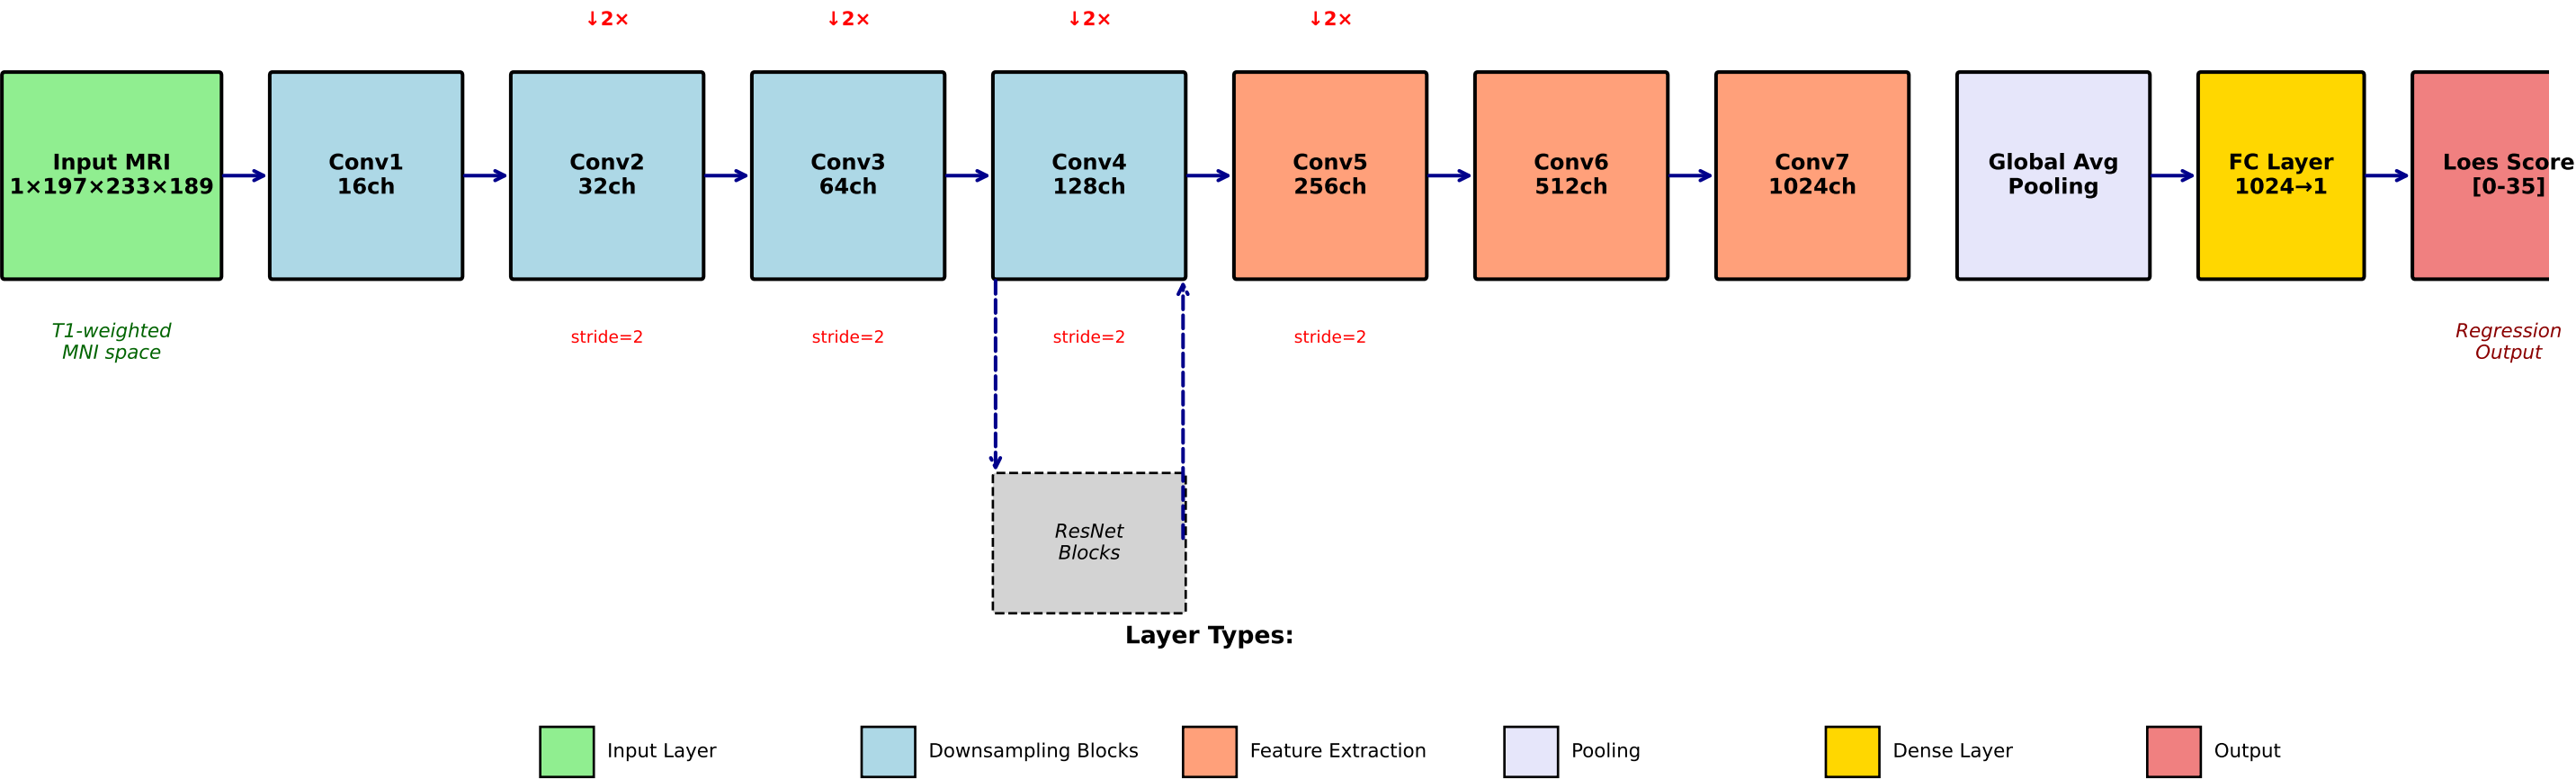 ↓2×
↓2×
↓2×
↓2×
Input MRI
1×197×233×189
Conv1
16ch
Conv2
32ch
Conv3
64ch
Conv4
128ch
Conv5
256ch
Conv6
512ch
Conv7
1024ch
Global Avg
Pooling
FC Layer
1024→1
Loes Score
[0-35]
T1-weighted
MNI space
stride=2
stride=2
stride=2
stride=2
Regression
Output
ResNet
Blocks
Layer Types:
Input Layer
Downsampling Blocks
Feature Extraction
Pooling
Dense Layer
Output